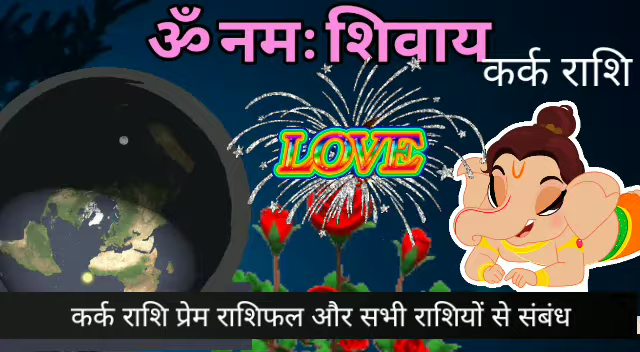 ॐ नमः शिवाय
कर्क राशि
LOVE
कर्क राशि प्रेम राशिफल और सभी राशियों से संबंध